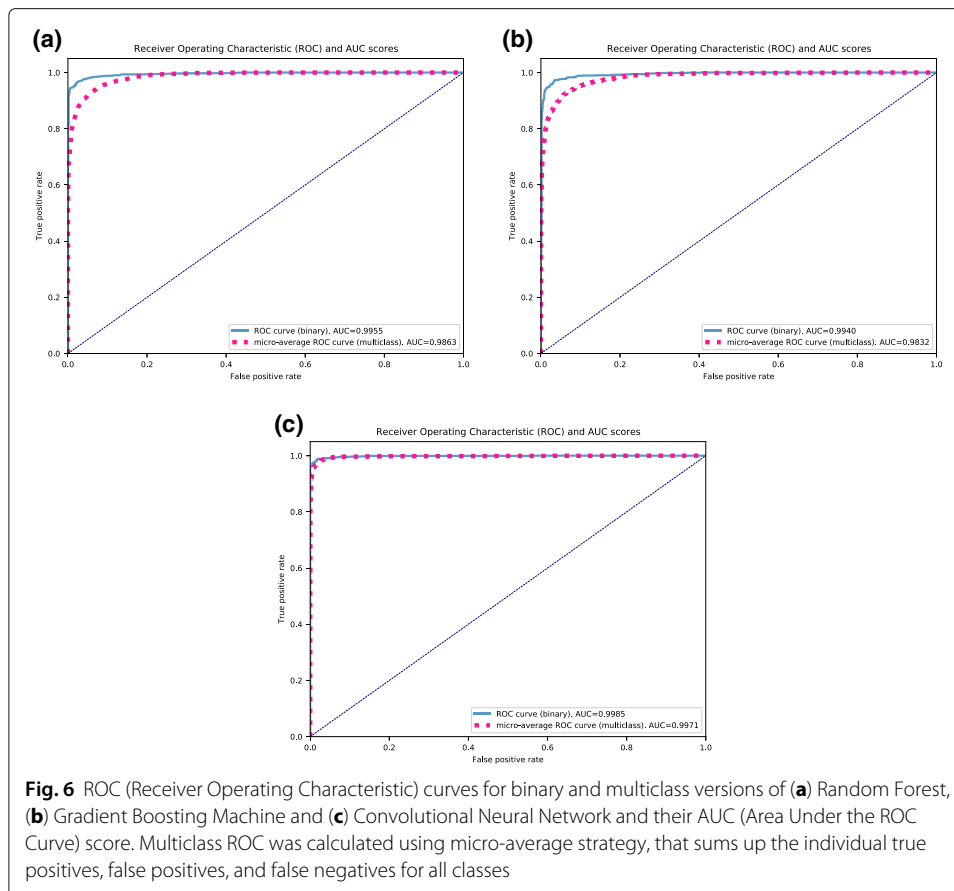 (a)
Receiver Operating Characteristic (ROC) and AUC scores
1.0
0.8
0.6
0.4
0.2
0.0
True positive rate
ROC curve (binary). AUC=0.9955
micro-average ROC curve (multiclass). AUC=0.9863
0.0 0.2 0.4 0.6 0.8 1.0
False positive rate
(b)
Receiver Operating Characteristic (ROC) and AUC scores
1.0
0.8
0.6
0.4
0.2
0.0
True positive rate
ROC curve (binary). AUC=0.9940
micro-average ROC curve (multiclass). AUC=0.9832
0.0 0.2 0.4 0.6 0.8 1.0
False positive rate
(c)
Receiver Operating Characteristic (ROC) and AUC scores
1.0
0.8
0.6
0.4
0.2
0.0
True positive rate
ROC curve (binary). AUC=0.9985
micro-average ROC curve (multiclass). AUC=0.9971
0.0 0.2 0.4 0.6 0.8 1.0
False positive rate
Fig. 6 ROC (Receiver Operating Characteristic) curves for binary and multiclass versions of (a) Random Forest,
(b) Gradient Boosting Machine and (c) Convolutional Neural Network and their AUC (Area Under the ROC
Curve) score. Multiclass ROC was calculated using micro-average strategy, that sums up the individual true
positives, false positives, and false negatives for all classes